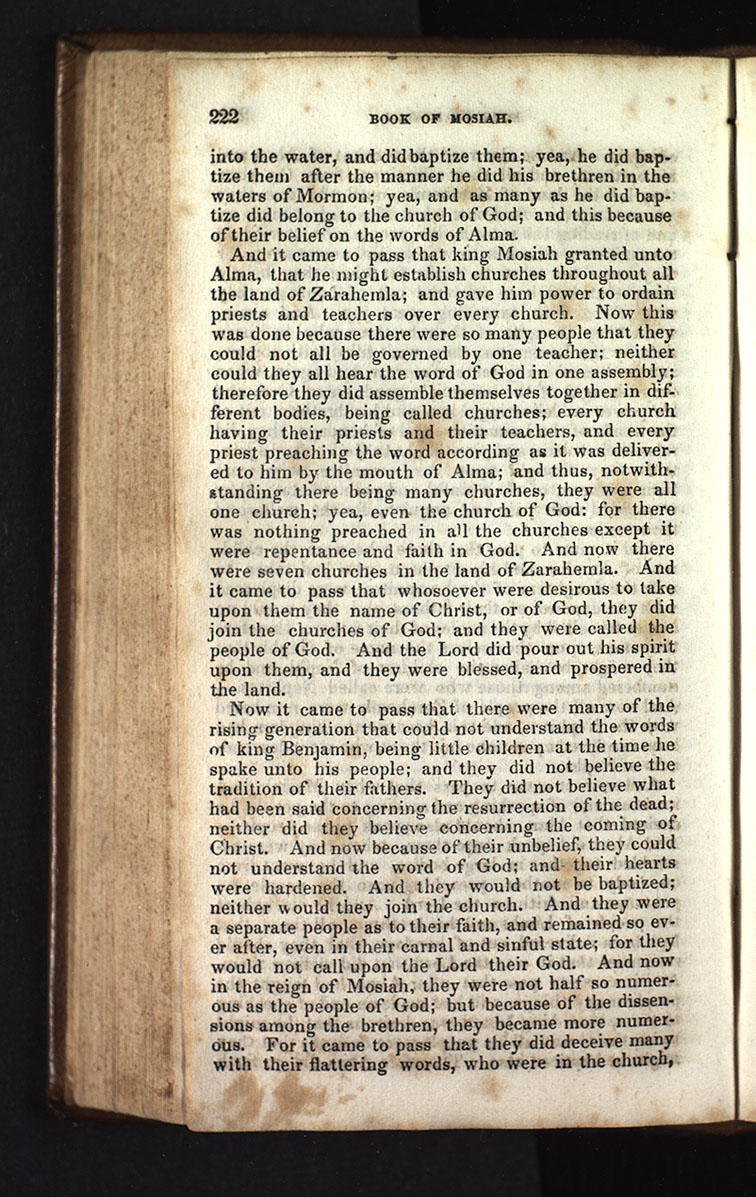 222 BOOK OF MOSIAH.
into the water, and did baptize them; yea, he did bap-
tize them after the manner he did his brethren in the
waters of Mormon; yea, and as many as he did bap-
tize did belong to the church of God; and this because
of their belief on the words of Alma.
And it came to pass that king Mosiah granted unto
Alma, that he might establish churches throughout all
the land of Zarahemla; and gave him power to ordain
priests and teachers over every church. Now this
was done because there were so many people that they
could not all be governed by one teacher; neither
could they all hear the word of God in one assembly;
therefore they did assemble themselves together in dif-
ferent bodies, being called churches; every church
having their priests and their teachers, and every
priest preaching the word according as it was deliver-
ed to him by the mouth of Alma; and thus, notwith-
standing there being many churches, they were all
one church; yea, even the church of God: for there
was nothing preached in all the churches except it
were repentance and faith in God. And now there
were seven churches in the land of Zarahemla. And
it came to pass that whosoever were desirous to take
upon them the name of Christ, or of God, they did
join the churches of God; and they were called the
people of God. And the Lord did pour out his spirit
upon them, and they were blessed, and prospered in
the land.
Now it came to pass that there were many of the
rising generation that could not understand the words
of king Benjamin, being little children at the time he
spake unto his people; and they did not believe the
tradition of their fathers. They did not believe what
had been said concerning the resurrection of the dead;
neither did they believe concerning the coming of
Christ. And now because of their unbelief, they could
not understand the word of God; and their hearts
were hardened. And they would not be baptized;
neither would they join the church. And they were
a separate people as to their faith, and remained so ev-
er after, even in their carnal and sinful state; for they
would not call upon the Lord their God. And now
in the reign of Mosiah, they were not half so numer-
ous as the people of God; but because of the dissen-
sions among the brethren, they became more numer-
ous. For it came to pass that they did deceive many
with their flattering words, who were in the church,